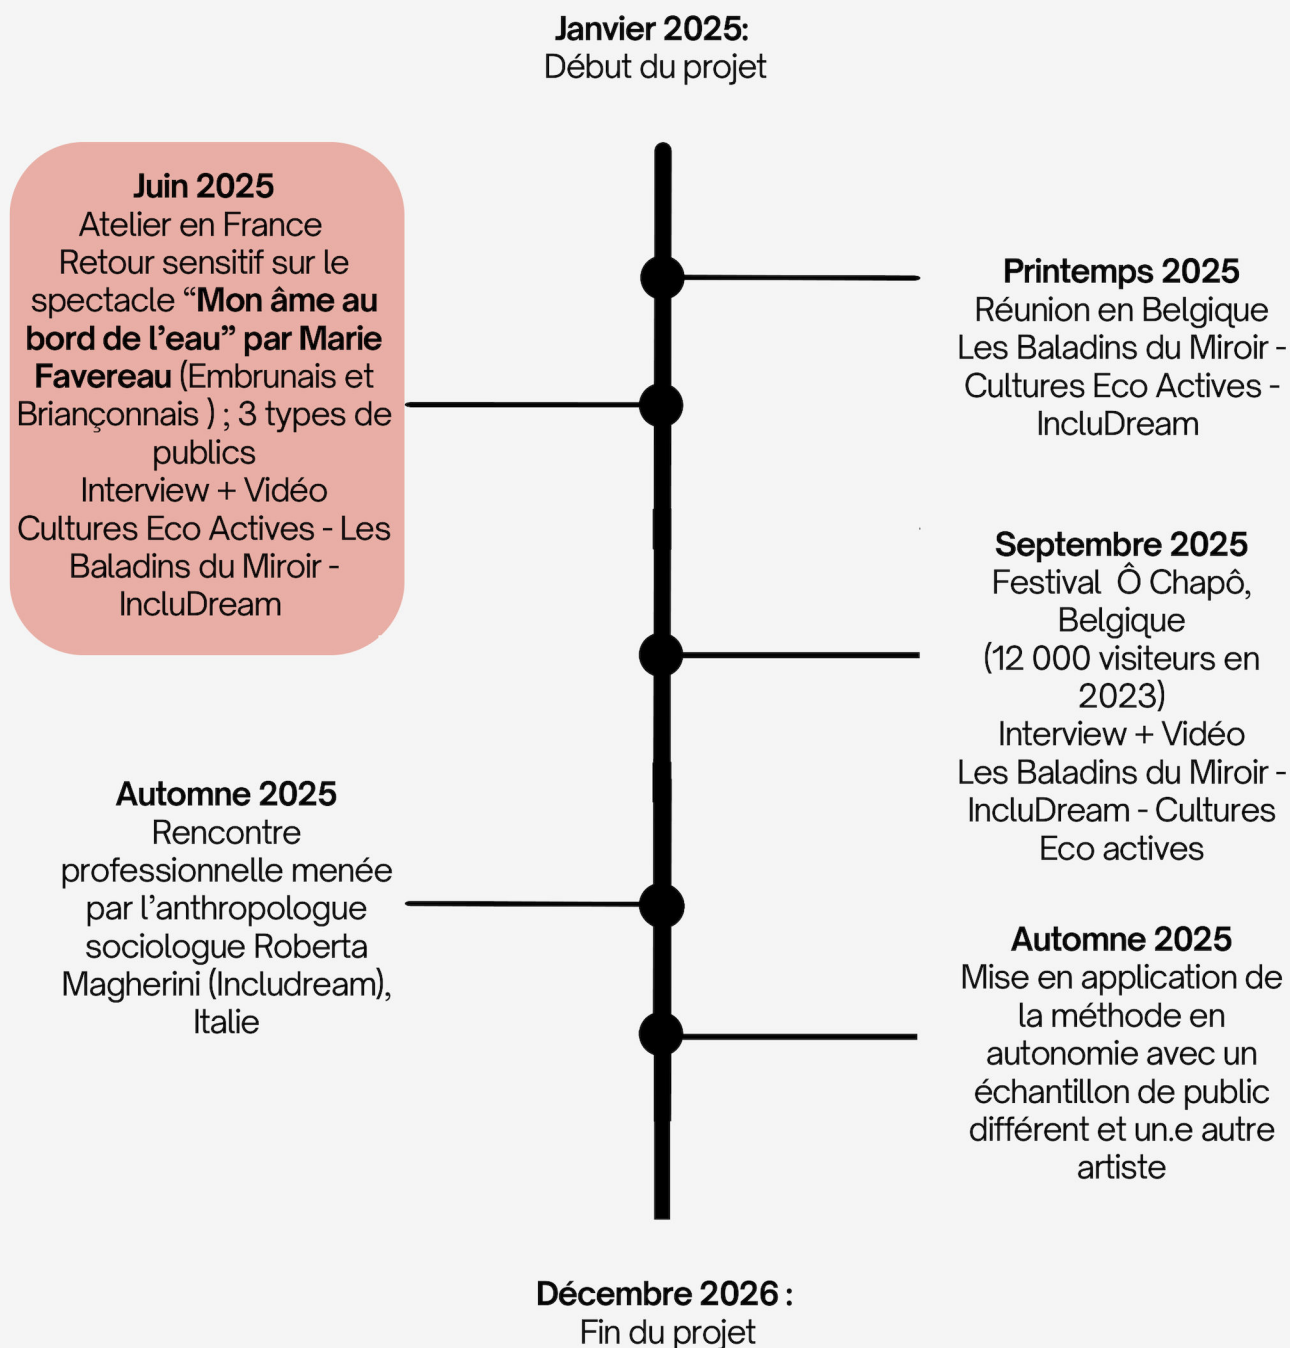 Janvier 2025:
Début du projet
Juin 2025
Atelier en France
Retour sensitif sur le
spectacle “Mon âme au
bord de l’eau” par Marie
Favereau (Embrunais et
Briançonnais ) ; 3 types de
publics
Interview + Vidéo
Cultures Eco Actives - Les
Baladins du Miroir -
IncluDream
Printemps 2025
Réunion en Belgique
Les Baladins du Miroir -
Cultures Eco Actives -
IncluDream
Septembre 2025
Festival  Ô Chapô,
Belgique
(12 000 visiteurs en
2023)
Interview + Vidéo
Les Baladins du Miroir -
IncluDream - Cultures
Eco actives
Automne 2025
Rencontre
professionnelle menée
par l’anthropologue
sociologue Roberta
Magherini (Includream),
Italie
Automne 2025
Mise en application de
la méthode en
autonomie avec un
échantillon de public
différent et un.e autre
artiste
Décembre 2026 :
Fin du projet